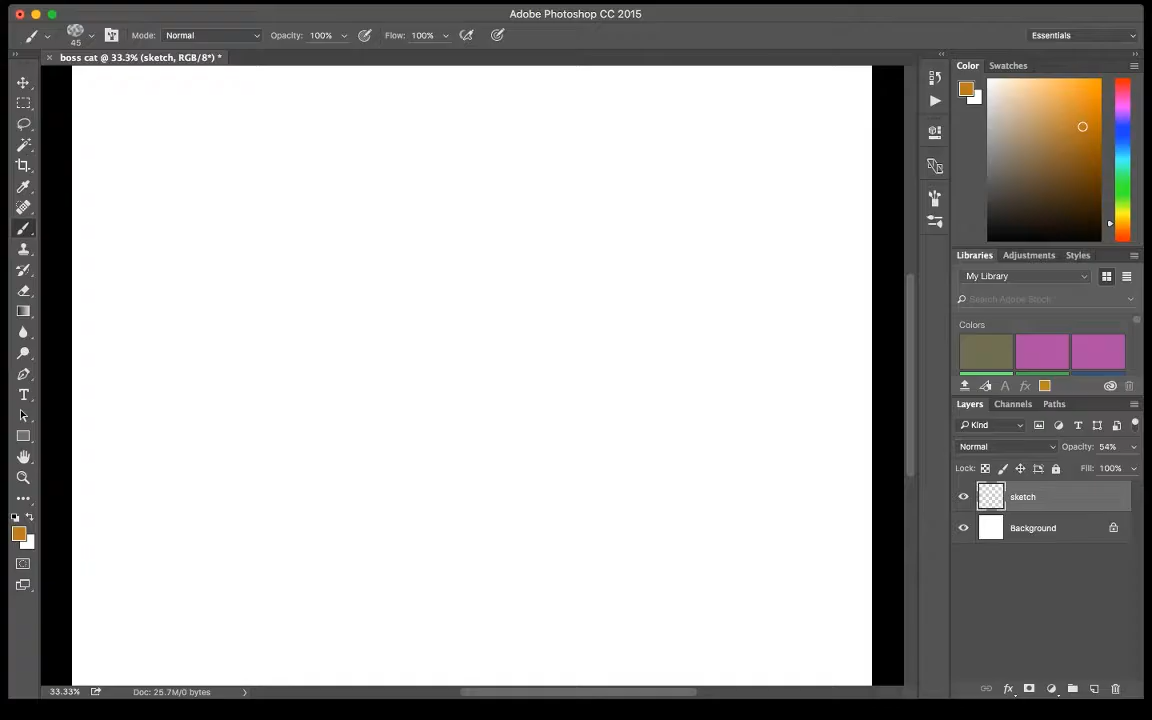 Adobe Photoshop CC 2015
45
Mode: Normal
Opacity: 100%
Flow: 100%
Essentials
boss cat @ 33.3% (sketch, RGB/8*) *
Color
Swatches
Libraries
Adjustments
Styles
My Library
Search Adobe Stock
Colors
Layers
Channels
Paths
Kind
Normal
Opacity: 54%
Lock:
Fill: 100%
sketch
Background
33.33%
Doc: 25.7M/0 bytes